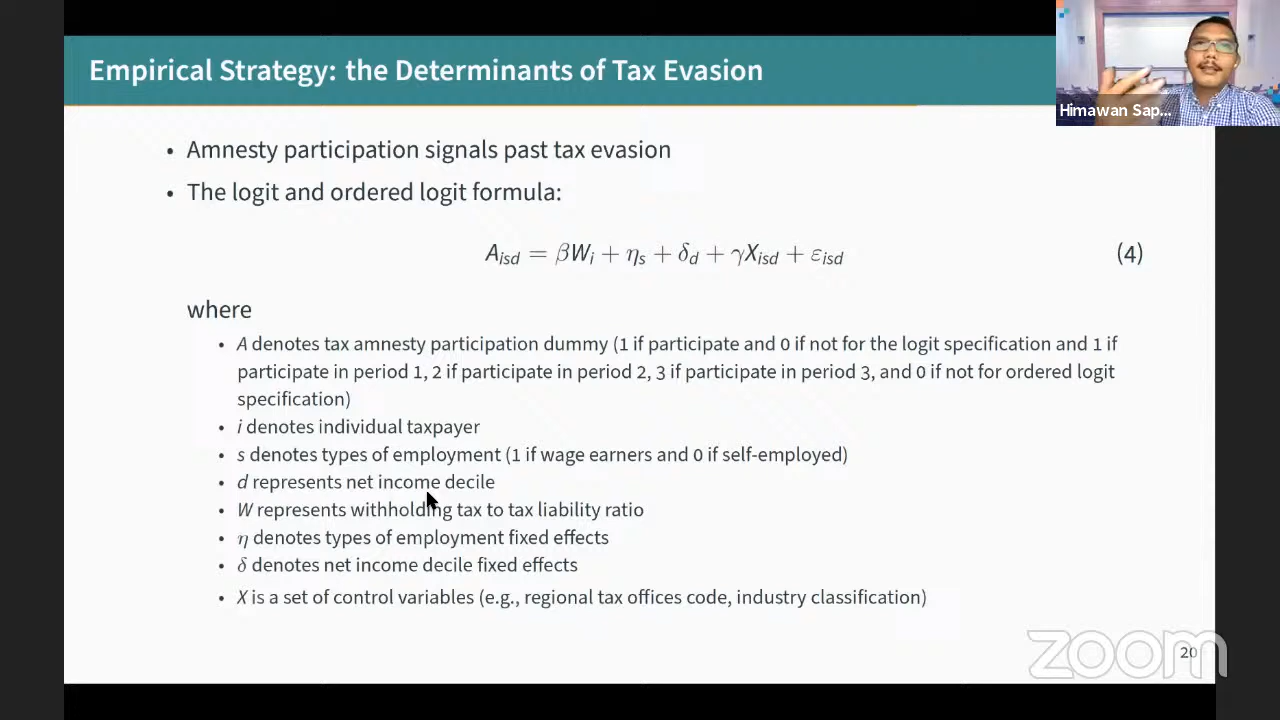 Empirical Strategy: the Determinants of Tax Evasion
Himawan Sap...
• Amnesty participation signals past tax evasion
• The logit and ordered logit formula:
A_isd = βW_i + η_s + δ_d + γX_isd + ε_isd (4)
where
• A denotes tax amnesty participation dummy (1 if participate and 0 if not for the logit specification and 1 if
participate in period 1, 2 if participate in period 2, 3 if participate in period 3, and 0 if not for ordered logit
specification)
• i denotes individual taxpayer
• s denotes types of employment (1 if wage earners and 0 if self-employed)
• d represents net income decile
• W represents withholding tax to tax liability ratio
• η denotes types of employment fixed effects
• δ denotes net income decile fixed effects
• X is a set of control variables (e.g., regional tax offices code, industry classification)
zoom
20